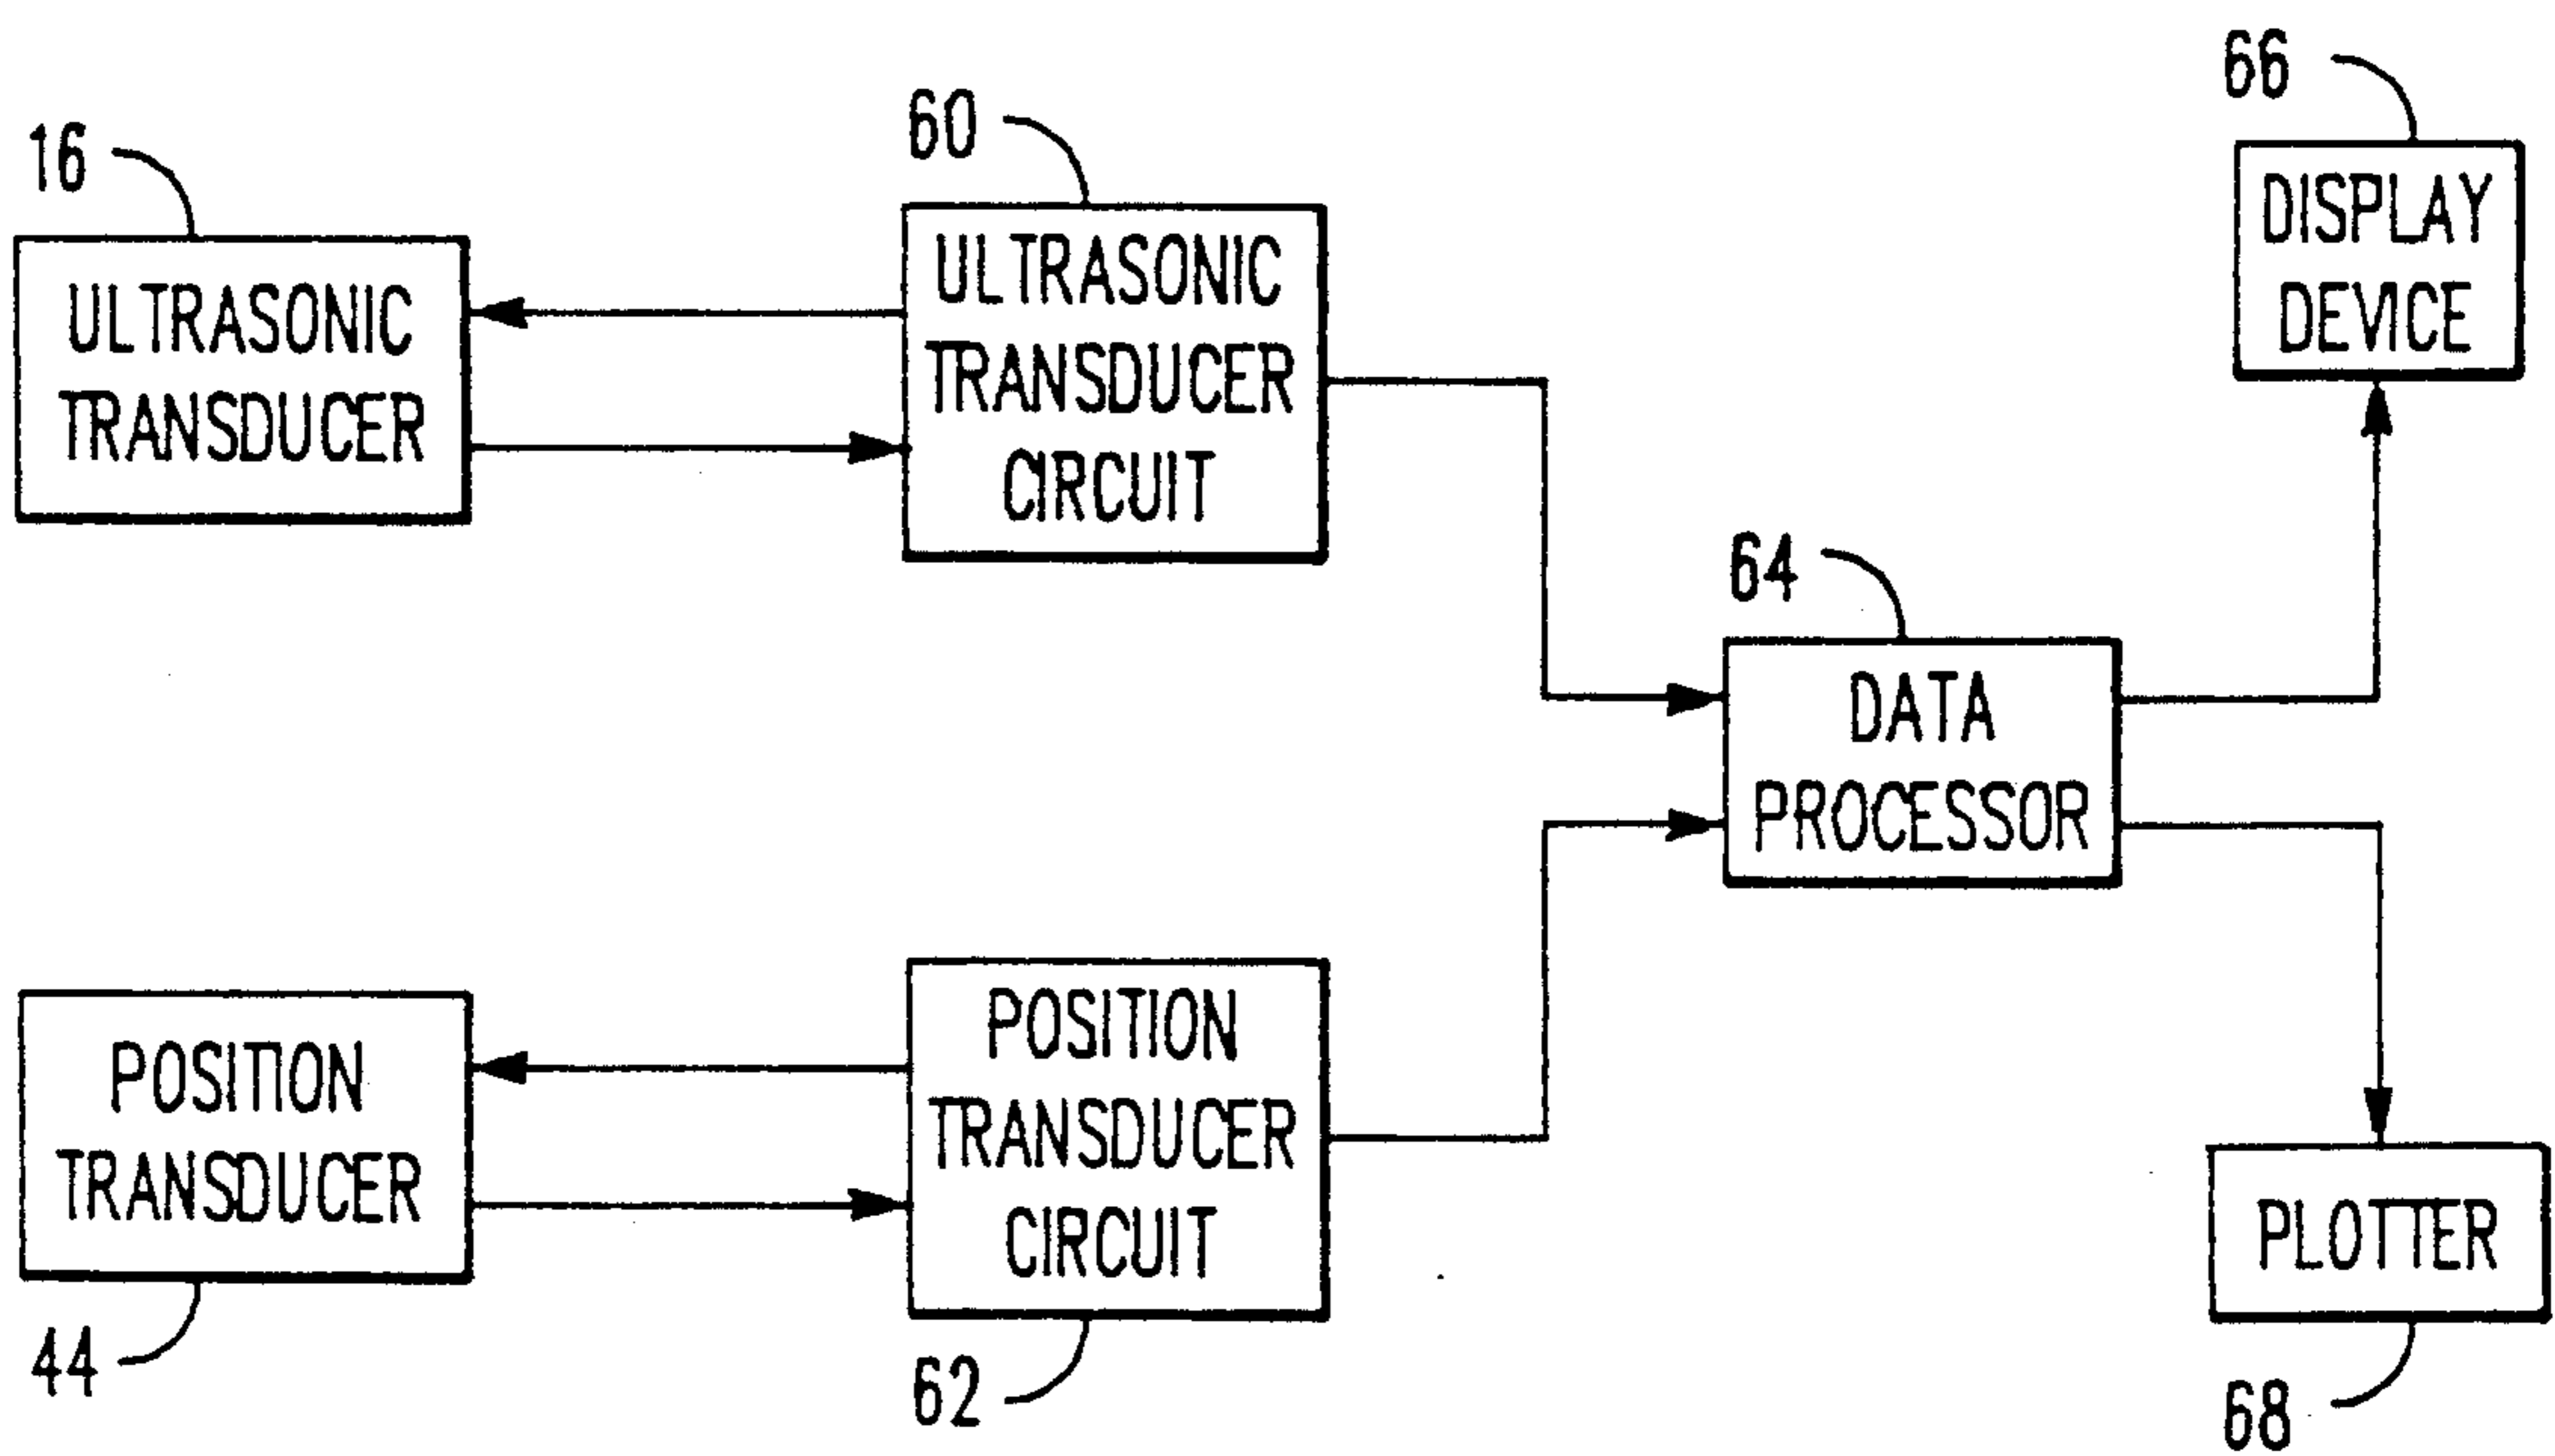 16
ULTRASONIC
TRANSDUCER
60
ULTRASONIC
TRANSDUCER
CIRCUIT
66
DISPLAY
DEVICE
64
DATA
PROCESSOR
POSITION
TRANSDUCER
44
POSITION
TRANSDUCER
CIRCUIT
62
PLOTTER
68